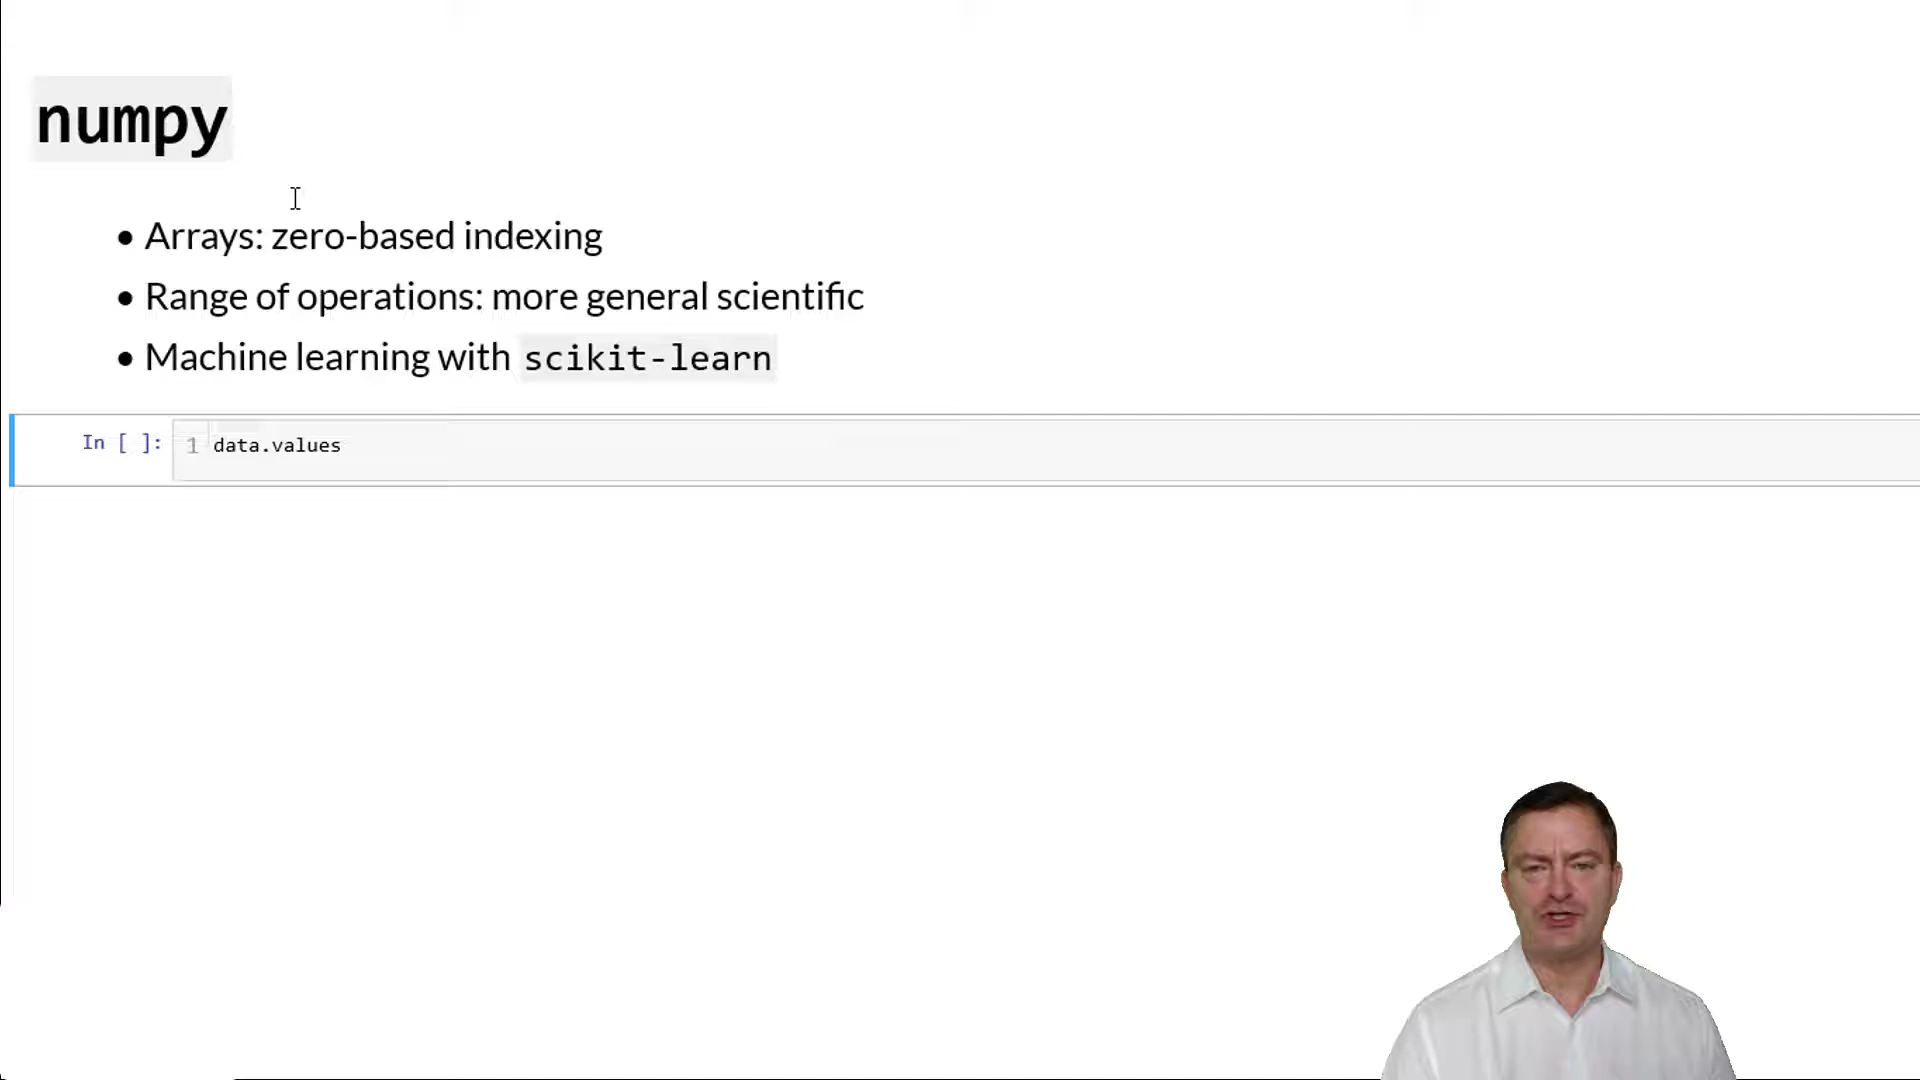 numpy
• Arrays: zero-based indexing
• Range of operations: more general scientific
• Machine learning with scikit-learn
In [ ]: 1 data.values